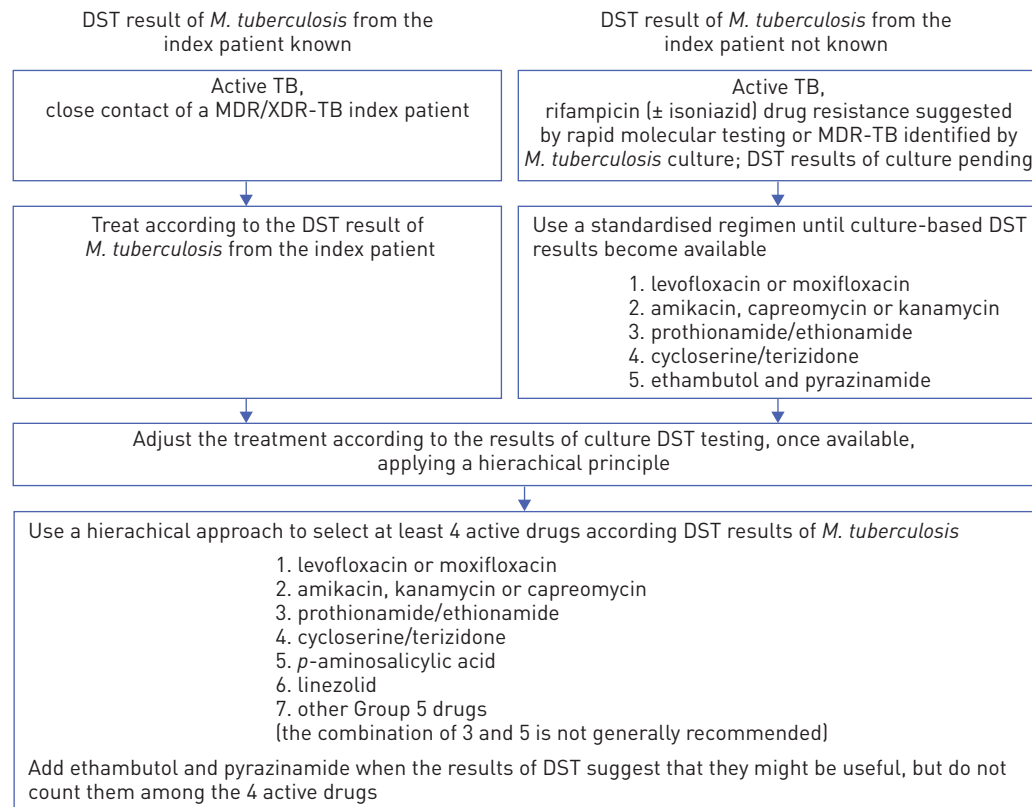 DST result of M. tuberculosis from the
index patient known
DST result of M. tuberculosis from the
index patient not known
Active TB,
close contact of a MDR/XDR-TB index patient
Active TB,
rifampicin (± isoniazid) drug resistance suggested
by rapid molecular testing or MDR-TB identified by
M. tuberculosis culture; DST results of culture pending
Treat according to the DST result of
M. tuberculosis from the index patient
Use a standardised regimen until culture-based DST
results become available
1. levofloxacin or moxifloxacin
2. amikacin, capreomycin or kanamycin
3. prothionamide/ethionamide
4. cycloserine/terizidone
5. ethambutol and pyrazinamide
Adjust the treatment according to the results of culture DST testing, once available,
applying a hierachical principle
Use a hierachical approach to select at least 4 active drugs according DST results of M. tuberculosis
1. levofloxacin or moxifloxacin
2. amikacin, kanamycin or capreomycin
3. prothionamide/ethionamide
4. cycloserine/terizidone
5. p-aminosalicylic acid
6. linezolid
7. other Group 5 drugs
(the combination of 3 and 5 is not generally recommended)
Add ethambutol and pyrazinamide when the results of DST suggest that they might be useful, but do not
count them among the 4 active drugs